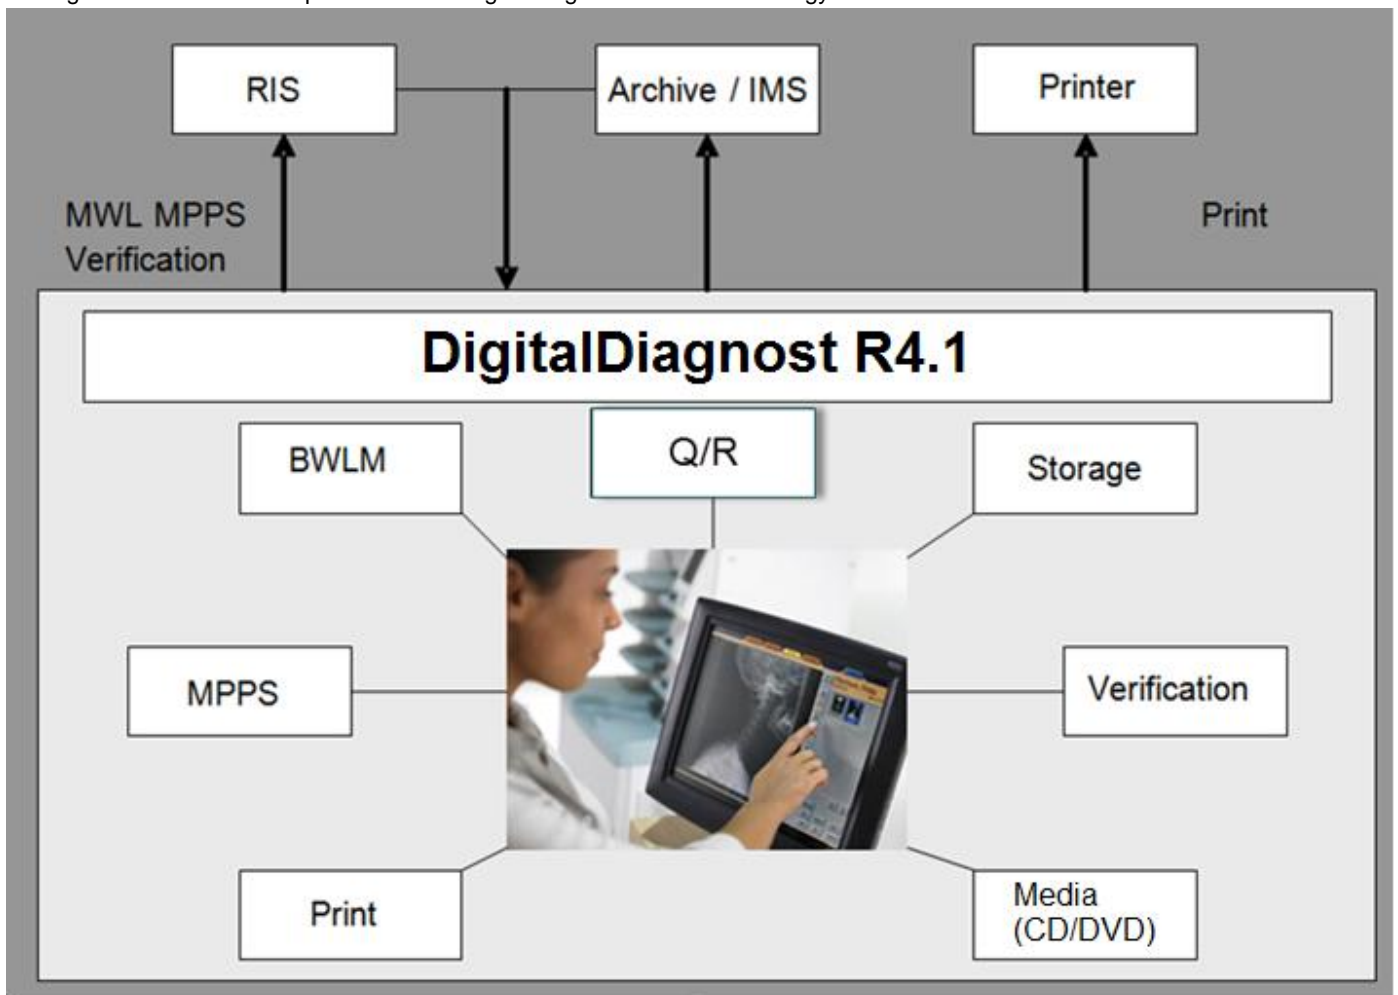 RIS
Archive / IMS
Printer
MWL MPPS
Verification
Print
DigitalDiagnost R4.1
BWLM
Q/R
Storage
MPPS
Verification
Print
Media
(CD/DVD)